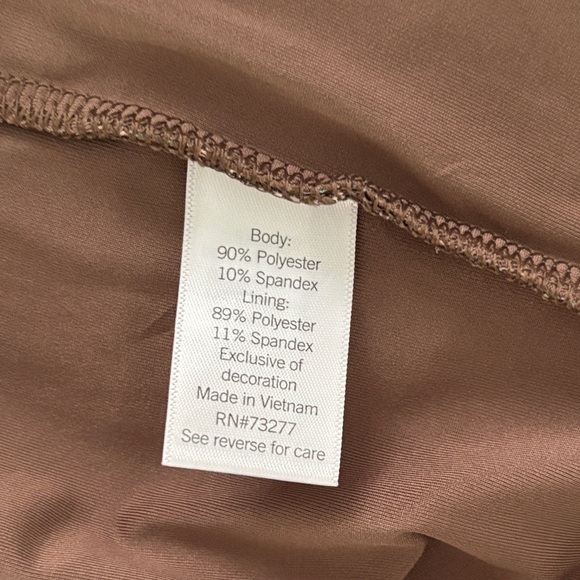 Body:
90% Polyester
10% Spandex
Lining:
89% Polyester
11% Spandex
Exclusive of
decoration
Made in Vietnam
RN#73277
See reverse for care